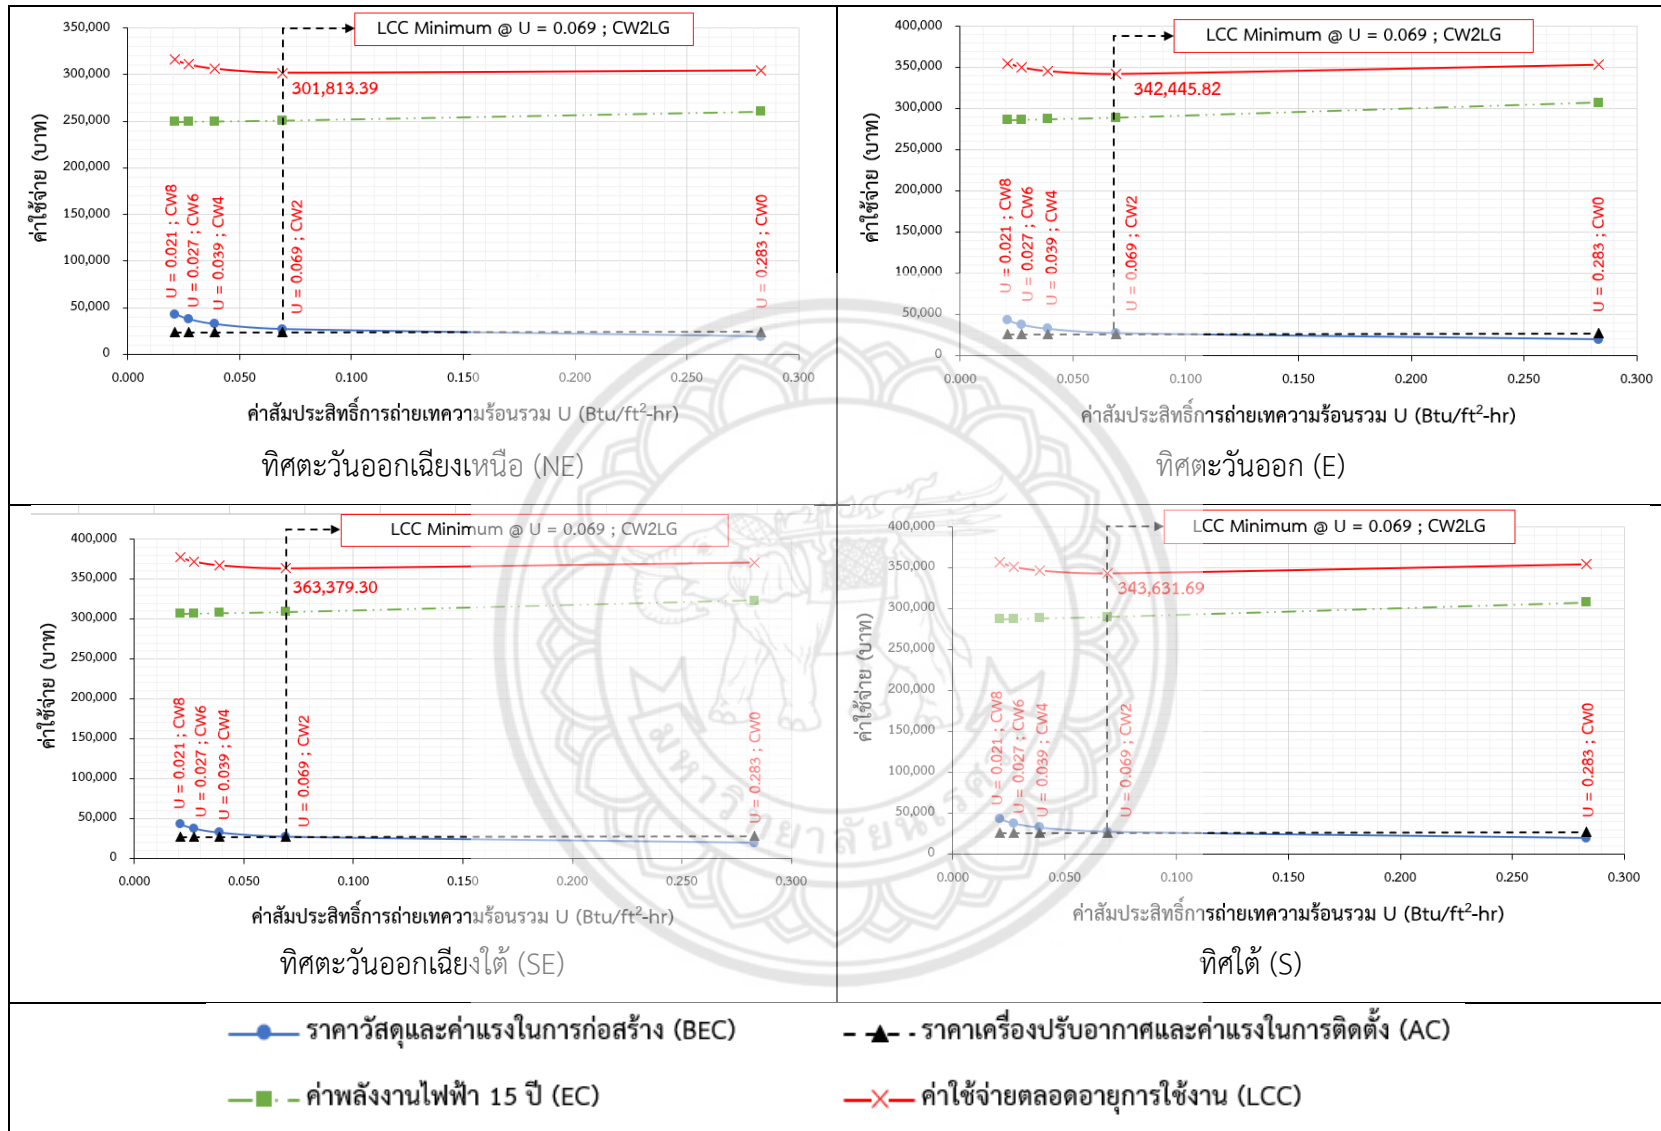 LCC Minimum @ U = 0.069 ; CW2LG
350,000
300,000
250,000
200,000
150,000
100,000
50,000
0
301,813.39
U = 0.021 ; CW8
U = 0.027 ; CW6
U = 0.039 ; CW4
U = 0.069 ; CW2
U = 0.283 ; CW0
ค่าใช้จ่าย (บาท)
0.000 0.050 0.100 0.150 0.200 0.250 0.300
ค่าสัมประสิทธิ์การถ่ายเทความร้อนรวม U (Btu/ft²-hr)
ทิศตะวันออกเฉียงเหนือ (NE)
LCC Minimum @ U = 0.069 ; CW2LG
400,000
350,000
300,000
250,000
200,000
150,000
100,000
50,000
0
342,445.82
U = 0.021 ; CW8
U = 0.027 ; CW6
U = 0.039 ; CW4
U = 0.069 ; CW2
U = 0.283 ; CW0
ค่าใช้จ่าย (บาท)
0.000 0.050 0.100 0.150 0.200 0.250 0.300
ค่าสัมประสิทธิ์การถ่ายเทความร้อนรวม U (Btu/ft²-hr)
ทิศตะวันออก (E)
LCC Minimum @ U = 0.069 ; CW2LG
400,000
350,000
300,000
250,000
200,000
150,000
100,000
50,000
0
363,379.30
U = 0.021 ; CW8
U = 0.027 ; CW6
U = 0.039 ; CW4
U = 0.069 ; CW2
U = 0.283 ; CW0
ค่าใช้จ่าย (บาท)
0.000 0.050 0.100 0.150 0.200 0.250 0.300
ค่าสัมประสิทธิ์การถ่ายเทความร้อนรวม U (Btu/ft²-hr)
ทิศตะวันออกเฉียงใต้ (SE)
LCC Minimum @ U = 0.069 ; CW2LG
400,000
350,000
300,000
250,000
200,000
150,000
100,000
50,000
0
343,631.69
U = 0.021 ; CW8
U = 0.027 ; CW6
U = 0.039 ; CW4
U = 0.069 ; CW2
U = 0.283 ; CW0
ค่าใช้จ่าย (บาท)
0.000 0.050 0.100 0.150 0.200 0.250 0.300
ค่าสัมประสิทธิ์การถ่ายเทความร้อนรวม U (Btu/ft²-hr)
ทิศใต้ (S)
ราคาวัสดุและค่าแรงในการก่อสร้าง (BEC)
ราคาเครื่องปรับอากาศและค่าแรงในการติดตั้ง (AC)
ค่าพลังงานไฟฟ้า 15 ปี (EC)
ค่าใช้จ่ายตลอดอายุการใช้งาน (LCC)